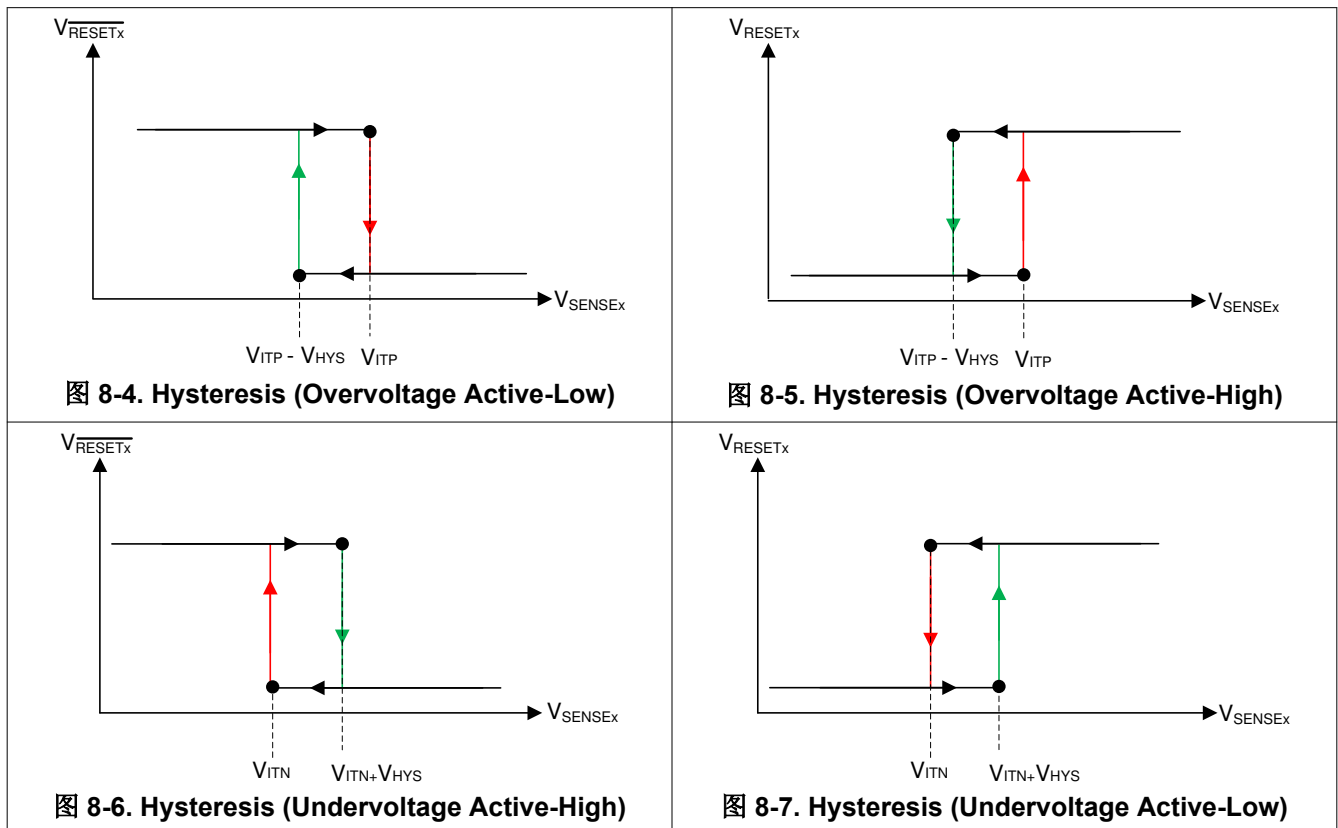 V_RESETx
V_SENSEx
VITP - VHYS VITP
图 8-4. Hysteresis (Overvoltage Active-Low)
VRESETx
VSENSEx
VITP - VHYS VITP
图 8-5. Hysteresis (Overvoltage Active-High)
VRESETx
VSENSEx
VITN VITN+VHYS
图 8-6. Hysteresis (Undervoltage Active-High)
VRESETx
VSENSEx
VITN VITN+VHYS
图 8-7. Hysteresis (Undervoltage Active-Low)